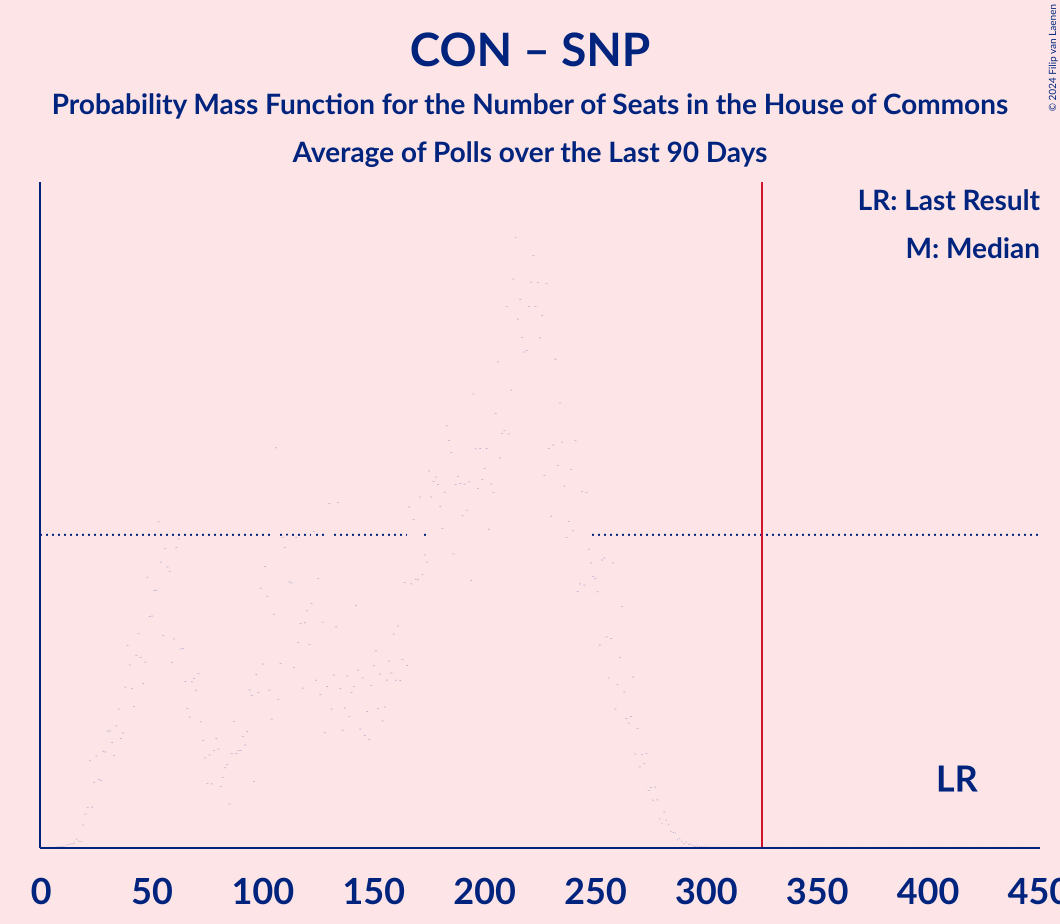 CON – SNP
Probability Mass Function for the Number of Seats in the House of Commons
Average of Polls over the Last 90 Days
© 2024 Filip van Laenen
LR: Last Result
M: Median
LR
0 50 100 150 200 250 300 350 400 450